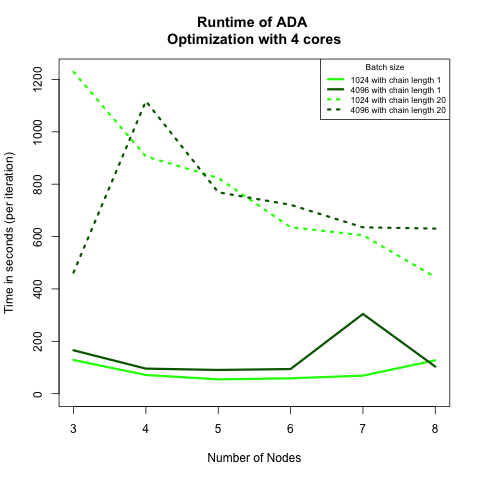 Runtime of ADA
Optimization with 4 cores
Batch size
1024 with chain length 1
4096 with chain length 1
1024 with chain length 20
4096 with chain length 20
Time in seconds (per iteration)
1200
1000
800
600
400
200
0
3 4 5 6 7 8
Number of Nodes